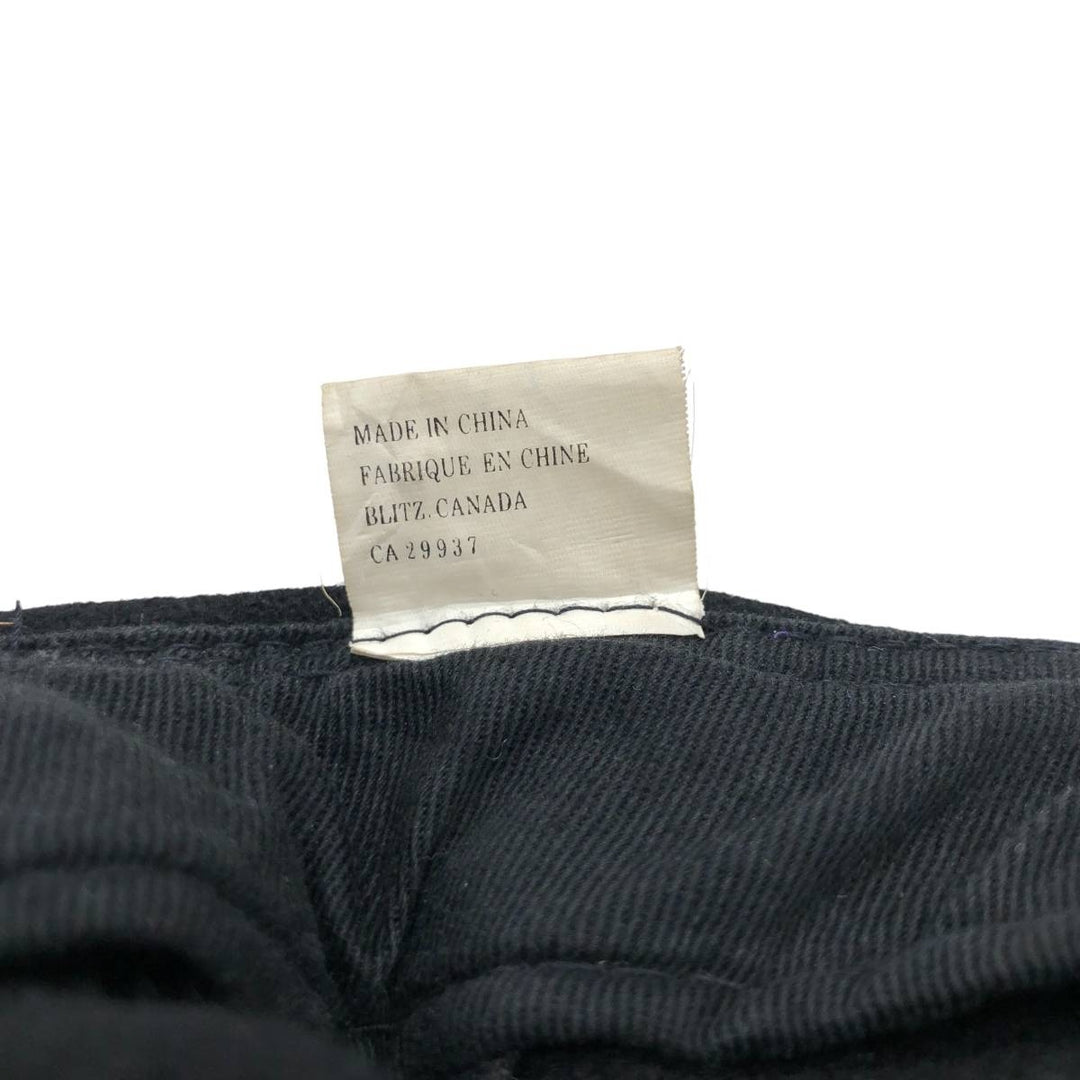 MADE IN CHINA
FABRIQUE EN CHINE
BLITZ. CANADA
CA 29937